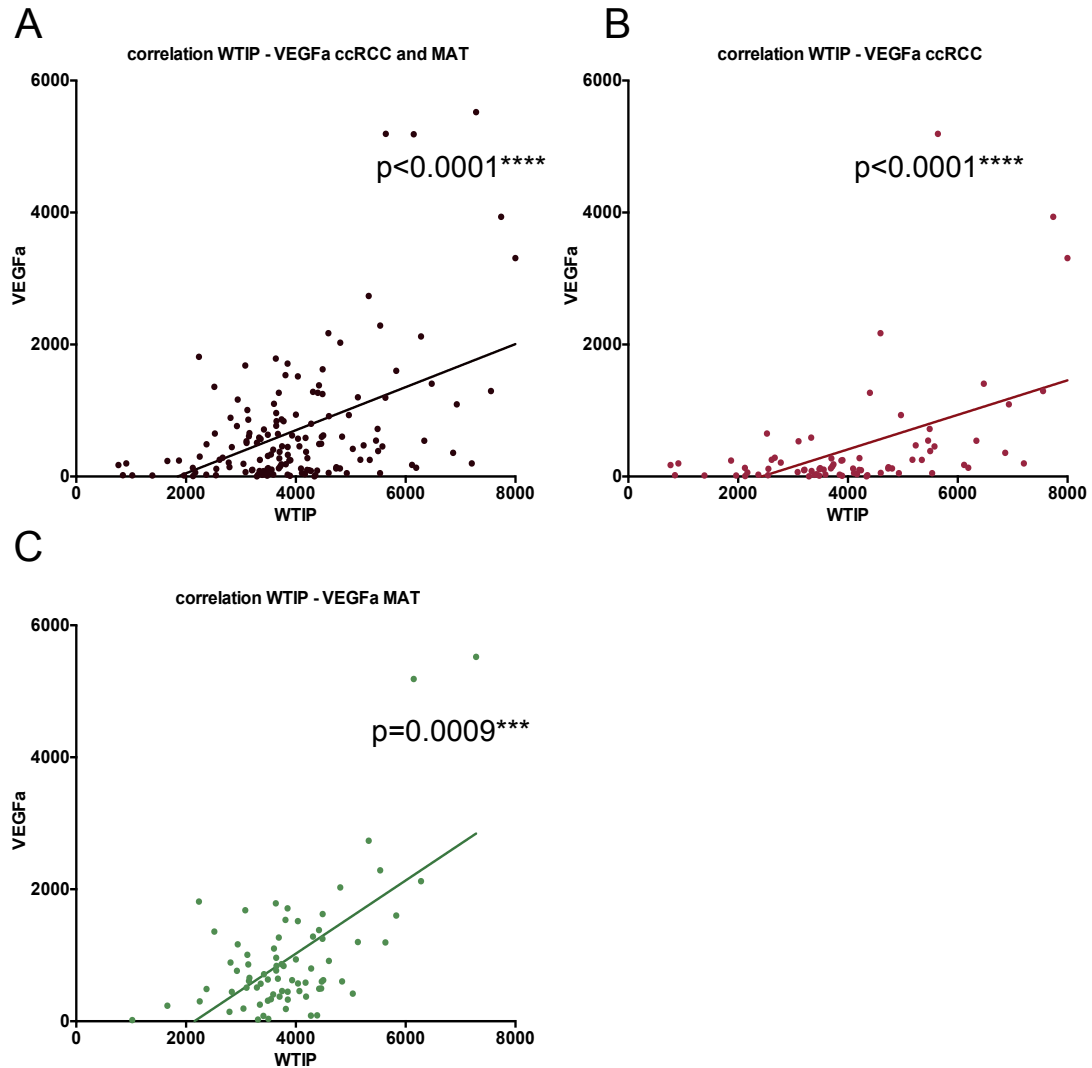 A
correlation WTIP - VEGFa ccRCC and MAT
6000
4000
2000
0
VEGFa
p<0.0001****
0 2000 4000 6000 8000
WTIP
B
correlation WTIP - VEGFa ccRCC
6000
4000
2000
0
VEGFa
p<0.0001****
0 2000 4000 6000 8000
WTIP
C
correlation WTIP - VEGFa MAT
6000
4000
2000
0
VEGFa
p=0.0009***
0 2000 4000 6000 8000
WTIP